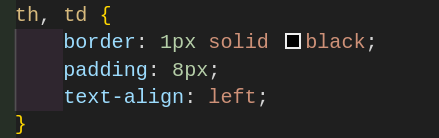 th, td {
    border: 1px solid black;
    padding: 8px;
    text-align: left;
}